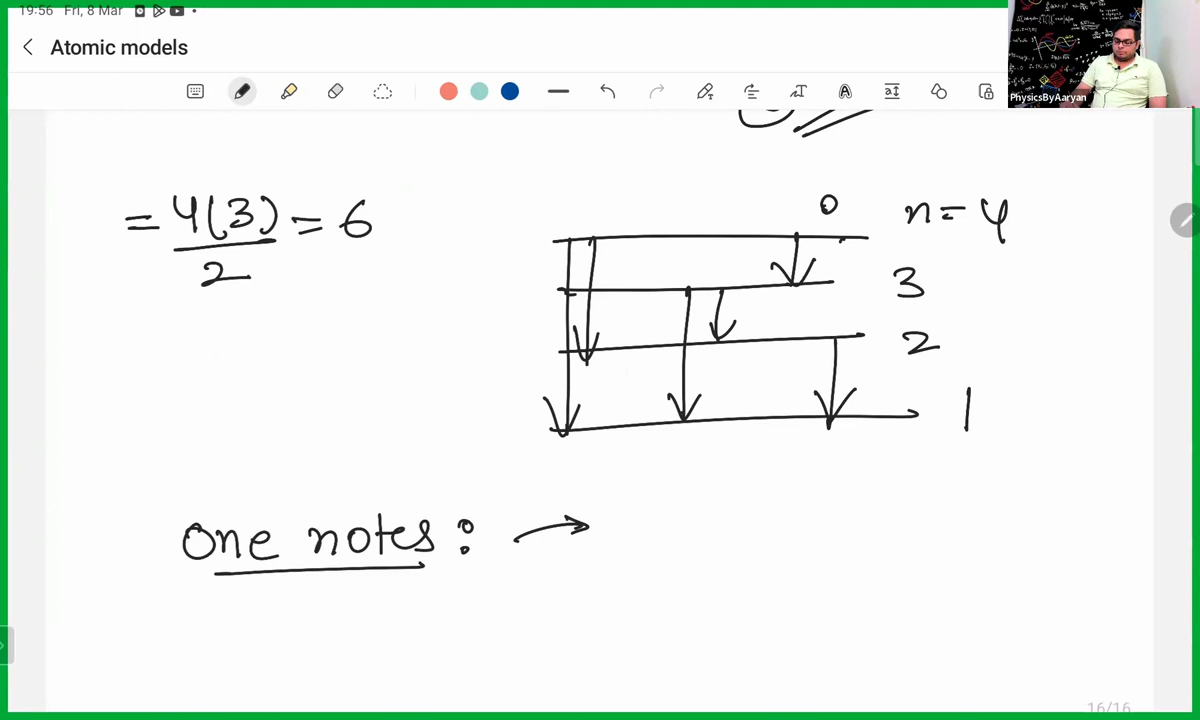 19:56 Fri, 8 Mar
Atomic models
PhysicsByAaryan
= 4(3) = 6
2
n = 4
3
2
1
One notes : →
16/16